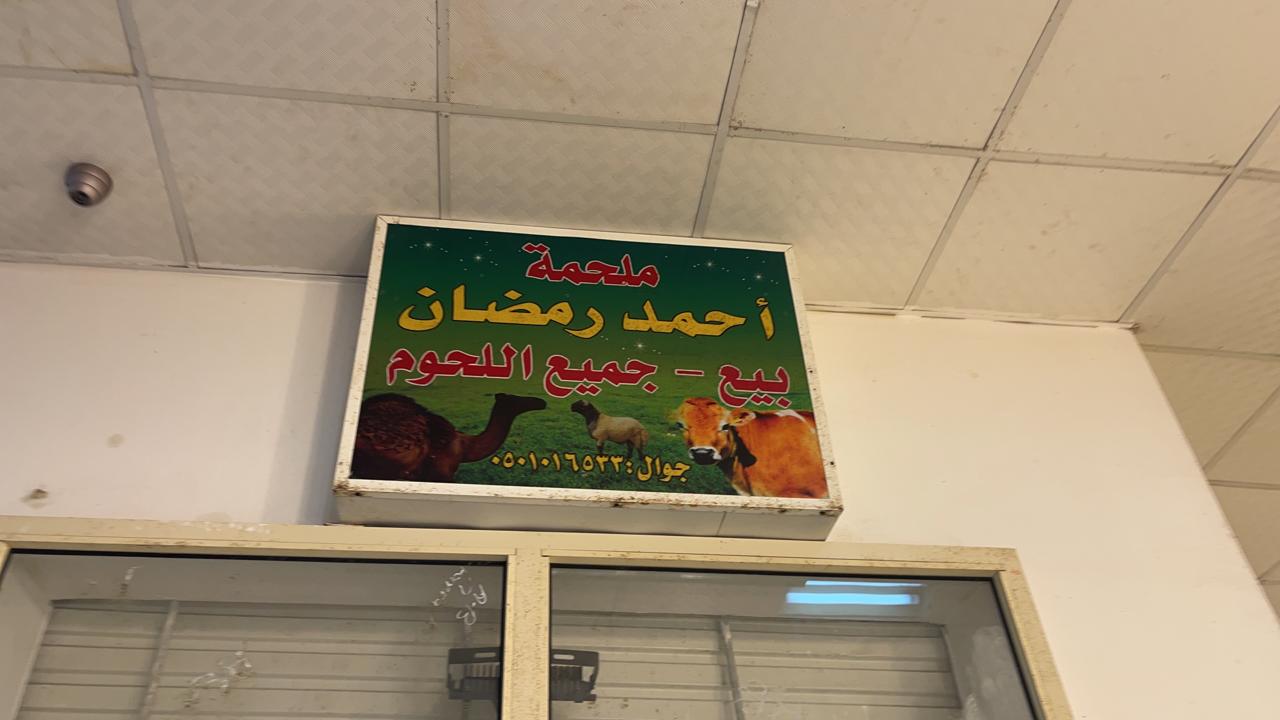 ملحمة
أحمد رمضان
بيع - جميع اللحوم
جوال: ٠٥٠١٠١٦٥٣٣